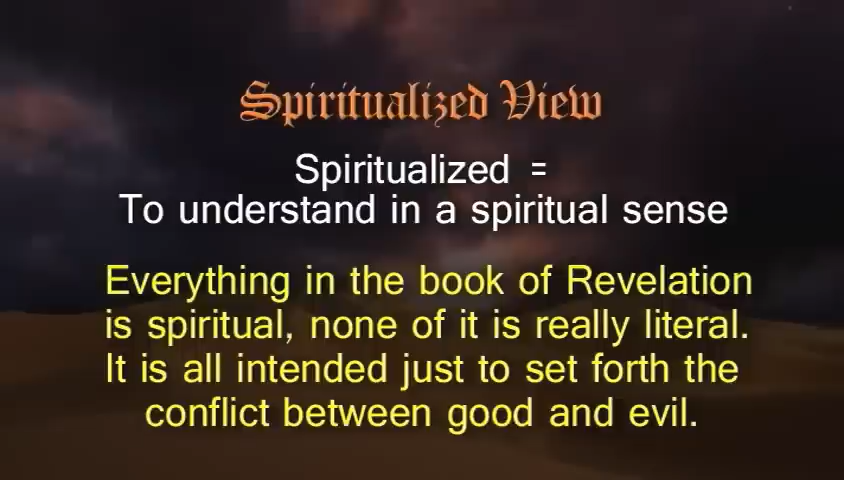 Spiritualized View
Spiritualized =
To understand in a spiritual sense
Everything in the book of Revelation
is spiritual, none of it is really literal.
It is all intended just to set forth the
conflict between good and evil.